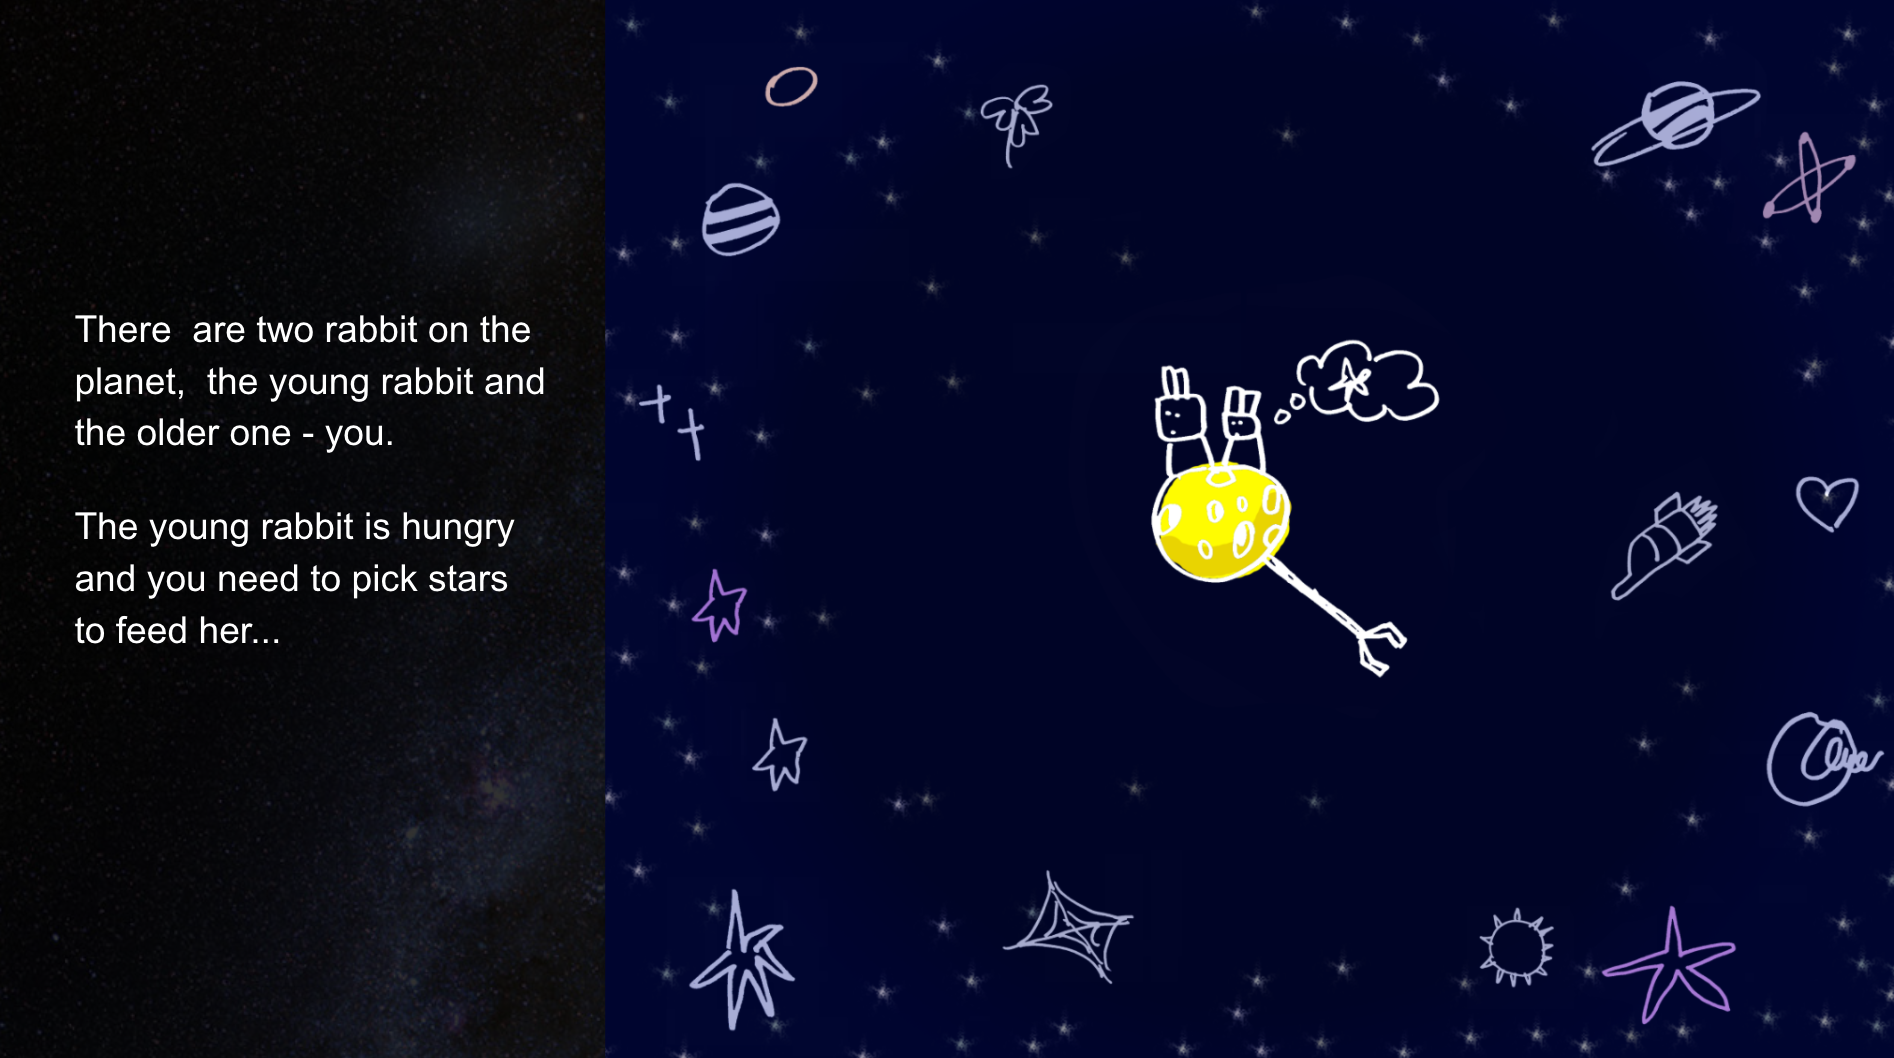 There  are two rabbit on the
planet,  the young rabbit and
the older one - you.
The young rabbit is hungry
and you need to pick stars
to feed her...